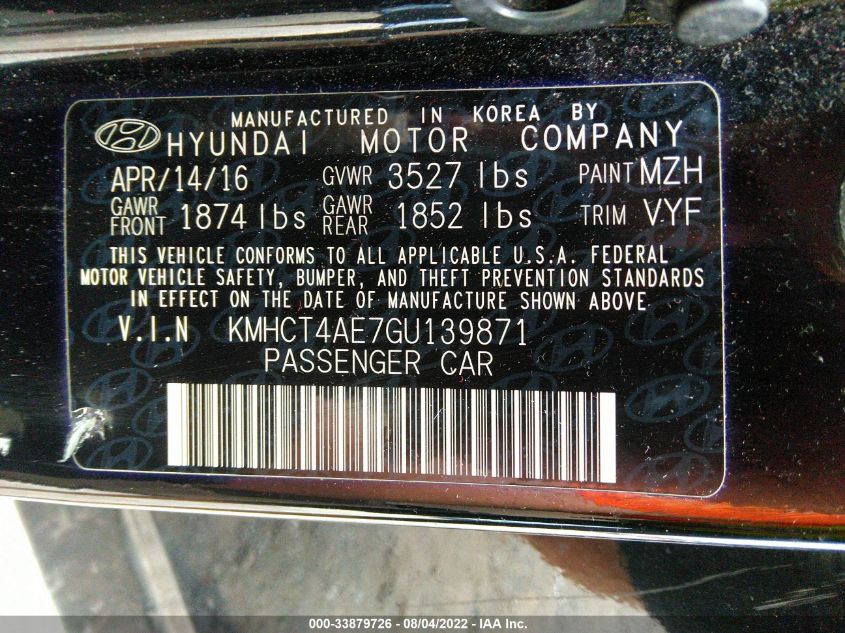 MANUFACTURED IN KOREA BY
HYUNDAI MOTOR COMPANY
APR/14/16 GVWR 3527 lbs PAINT MZH
GAWR FRONT 1874 lbs GAWR REAR 1852 lbs TRIM VYF
THIS VEHICLE CONFORMS TO ALL APPLICABLE U.S.A. FEDERAL
MOTOR VEHICLE SAFETY, BUMPER, AND THEFT PREVENTION STANDARDS
IN EFFECT ON THE DATE OF MANUFACTURE SHOWN ABOVE.
V.I.N KMHCT4AE7GU139871
PASSENGER CAR
000-33879726 - 08/04/2022 - IAA Inc.